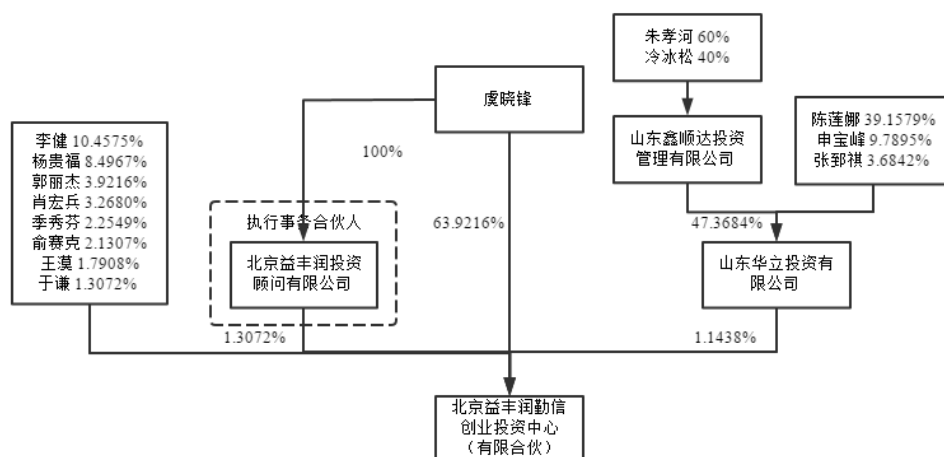 朱孝河 60%
冷冰松 40%
虞晓锋
李健 10.4575%
杨贵福 8.4967%
郭丽杰 3.9216%
肖宏兵 3.2680%
季秀芬 2.2549%
俞赛克 2.1307%
王漠 1.7908%
于谦 1.3072%
100%
山东鑫顺达投资
管理有限公司
陈莲娜 39.1579%
申宝峰 9.7895%
张郅祺 3.6842%
执行事务合伙人
北京益丰润投资
顾问有限公司
63.9216%
47.3684%
山东华立投资有
限公司
1.3072%
1.1438%
北京益丰润勤信
创业投资中心
（有限合伙）